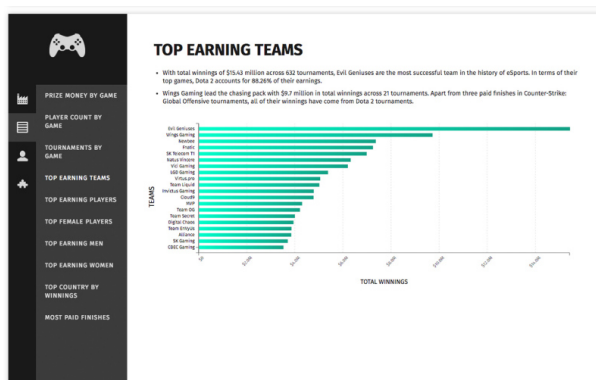 TOP EARNING TEAMS
• With total winnings of $15.43 million across 632 tournaments, Evil Geniuses are the most successful team in the history of eSports. In terms of their
top games, Dota 2 accounts for 88.26% of their earnings.
• Wings Gaming lead the chasing pack with $9.7 million in total winnings across 21 tournaments. Apart from three paid finishes in Counter-Strike:
Global Offensive tournaments, all of their winnings have come from Dota 2 tournaments.
PRIZE MONEY BY GAME
PLAYER COUNT BY
GAME
TOURNAMENTS BY
GAME
TOP EARNING TEAMS
TOP EARNING PLAYERS
TOP FEMALE PLAYERS
TOP EARNING MEN
TOP EARNING WOMEN
TOP COUNTRY BY
WINNINGS
MOST PAID FINISHES
TEAMS
Evil Geniuses
Wings Gaming
Newbee
Fnatic
SK Telecom T1
Natus Vincere
ViCi Gaming
LGD Gaming
Virtus.pro
Team Liquid
Invictus Gaming
Cloud9
MVP
Team OG
Team Secret
Digital Chaos
Team EnVyUs
Alliance
SK Gaming
CDEC Gaming
$0
TOTAL WINNINGS